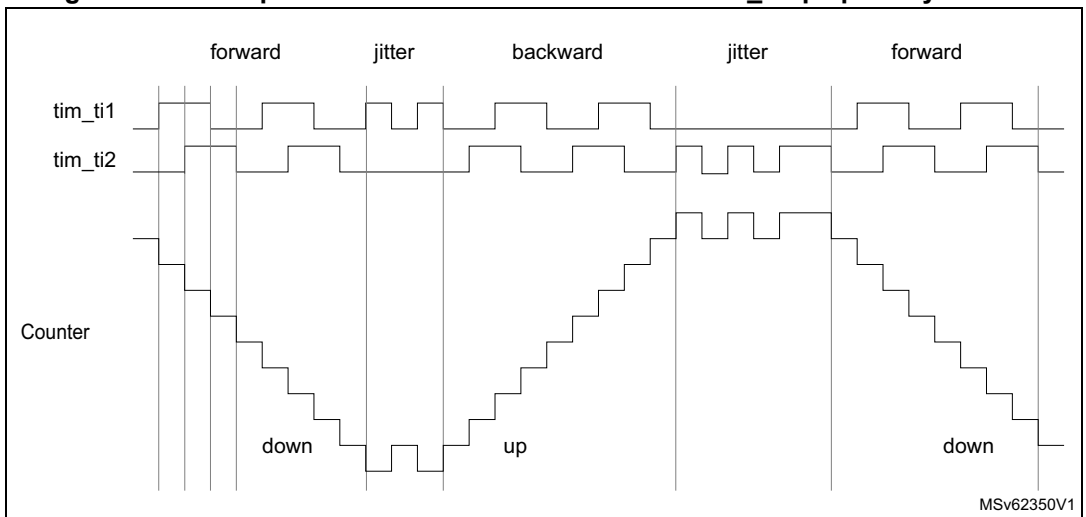 forward jitter backward jitter forward
tim_ti1
tim_ti2
Counter
down up down
MSv62350V1